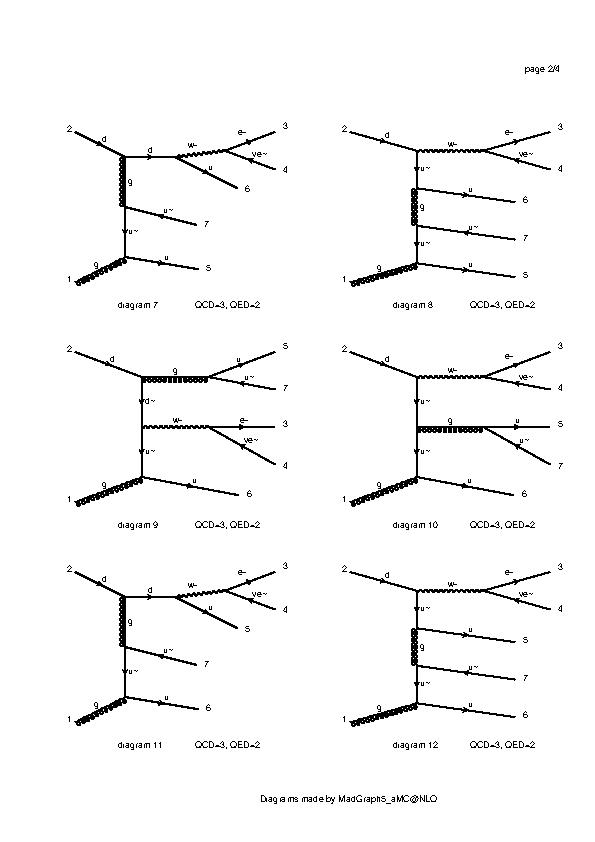 page 2/4
2 d d w- e- 3
ve~ 4
g u 6
u~ 7
u~
1 g u 5
diagram 7 QCD=3, QED=2
2 d w- e- 3
ve~ 4
u~
u 6
g
u~ 7
u~
1 g u 5
diagram 8 QCD=3, QED=2
2 d g u 5
u~ 7
d~
w- e- 3
ve~ 4
u~
1 g u 6
diagram 9 QCD=3, QED=2
2 d w- e- 3
ve~ 4
u~
g u 5
u~ 7
u~
1 g u 6
diagram 10 QCD=3, QED=2
2 d d w- e- 3
ve~ 4
g u 5
u~ 7
u~
1 g u 6
diagram 11 QCD=3, QED=2
2 d w- e- 3
ve~ 4
u~
u 5
g
u~ 7
u~
1 g u 6
diagram 12 QCD=3, QED=2
Diagrams made by MadGraph5_aMC@NLO